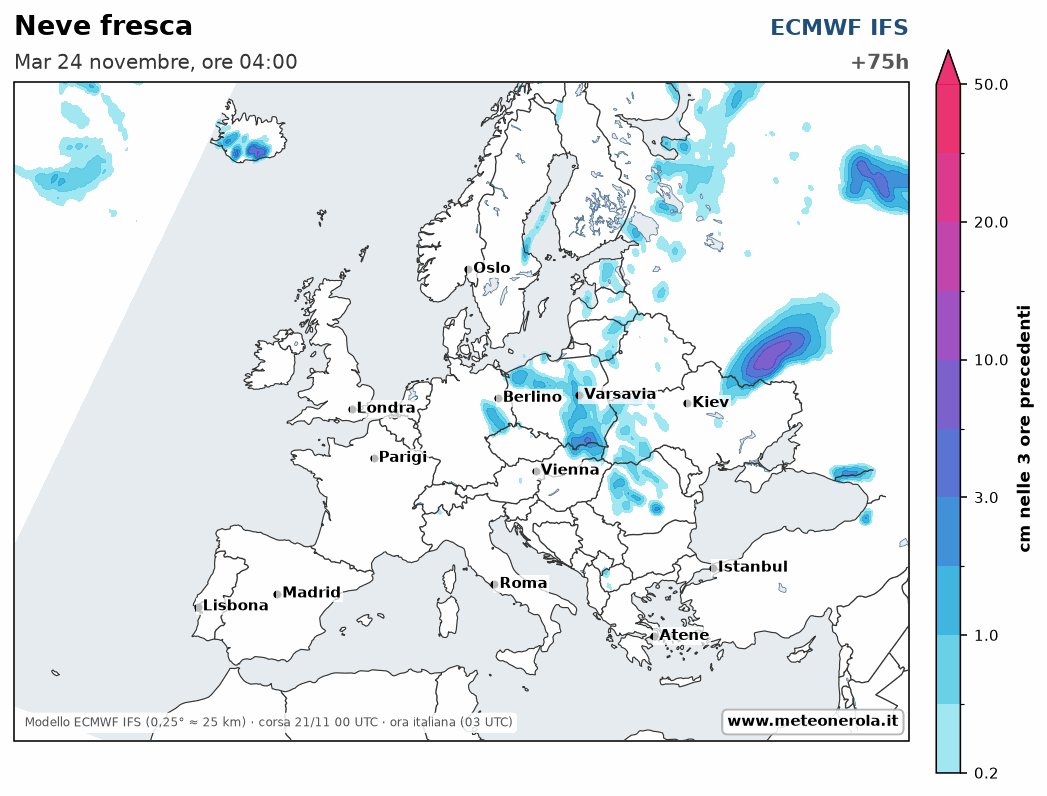 Neve fresca
ECMWF IFS
Mar 24 novembre, ore 04:00
+75h
50.0
20.0
10.0
3.0
1.0
0.2
cm nelle 3 ore precedenti
Oslo
Berlino
Varsavia
Kiev
Londra
Parigi
Vienna
Istanbul
Roma
Madrid
Lisbona
Atene
Modello ECMWF IFS (0,25° ≈ 25 km) · corsa 21/11 00 UTC · ora italiana (03 UTC)
www.meteonerola.it